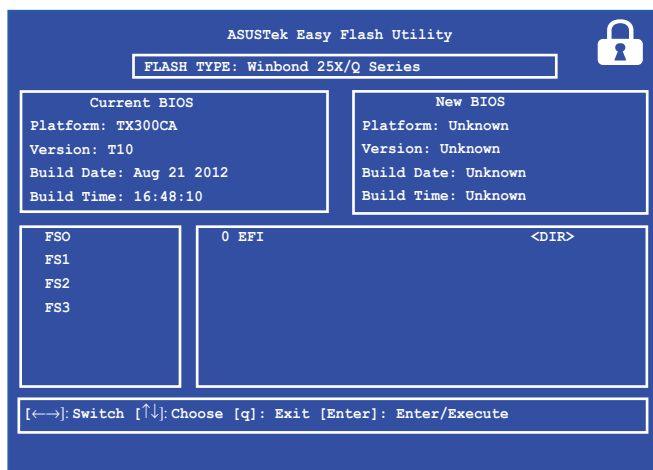 ASUSTek Easy Flash Utility
FLASH TYPE: Winbond 25X/Q Series
Current BIOS
Platform: TX300CA
Version: T10
Build Date: Aug 21 2012
Build Time: 16:48:10
New BIOS
Platform: Unknown
Version: Unknown
Build Date: Unknown
Build Time: Unknown
FSO
FS1
FS2
FS3
0 EFI <DIR>
[←→]: Switch [↑↓]: Choose [q]: Exit [Enter]: Enter/Execute